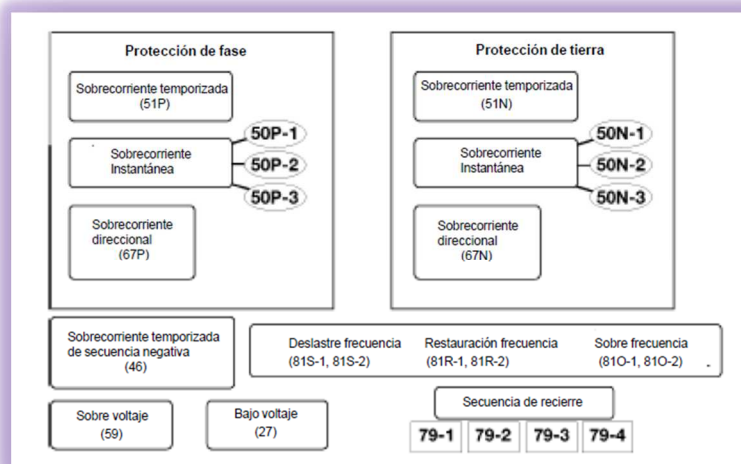 Protección de fase
Sobrecorriente temporizada
(51P)
Sobrecorriente
Instantánea
50P-1
50P-2
50P-3
Sobrecorriente
direccional
(67P)
Protección de tierra
Sobrecorriente temporizada
(51N)
Sobrecorriente
Instantánea
50N-1
50N-2
50N-3
Sobrecorriente
direccional
(67N)
Sobrecorriente temporizada
de secuencia negativa
(46)
Deslastre frecuencia
(81S-1, 81S-2)
Restauración frecuencia
(81R-1, 81R-2)
Sobre frecuencia
(81O-1, 81O-2)
Sobre voltaje
(59)
Bajo voltaje
(27)
Secuencia de recierre
79-1 79-2 79-3 79-4